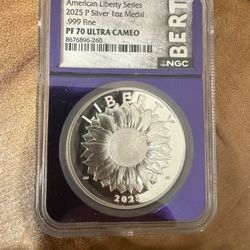 American Liberty Series
2025 P Silver 1oz Medal
.999 Fine
PF 70 ULTRA CAMEO
8676896-260
BERT
NGC
LIBERTY
2025